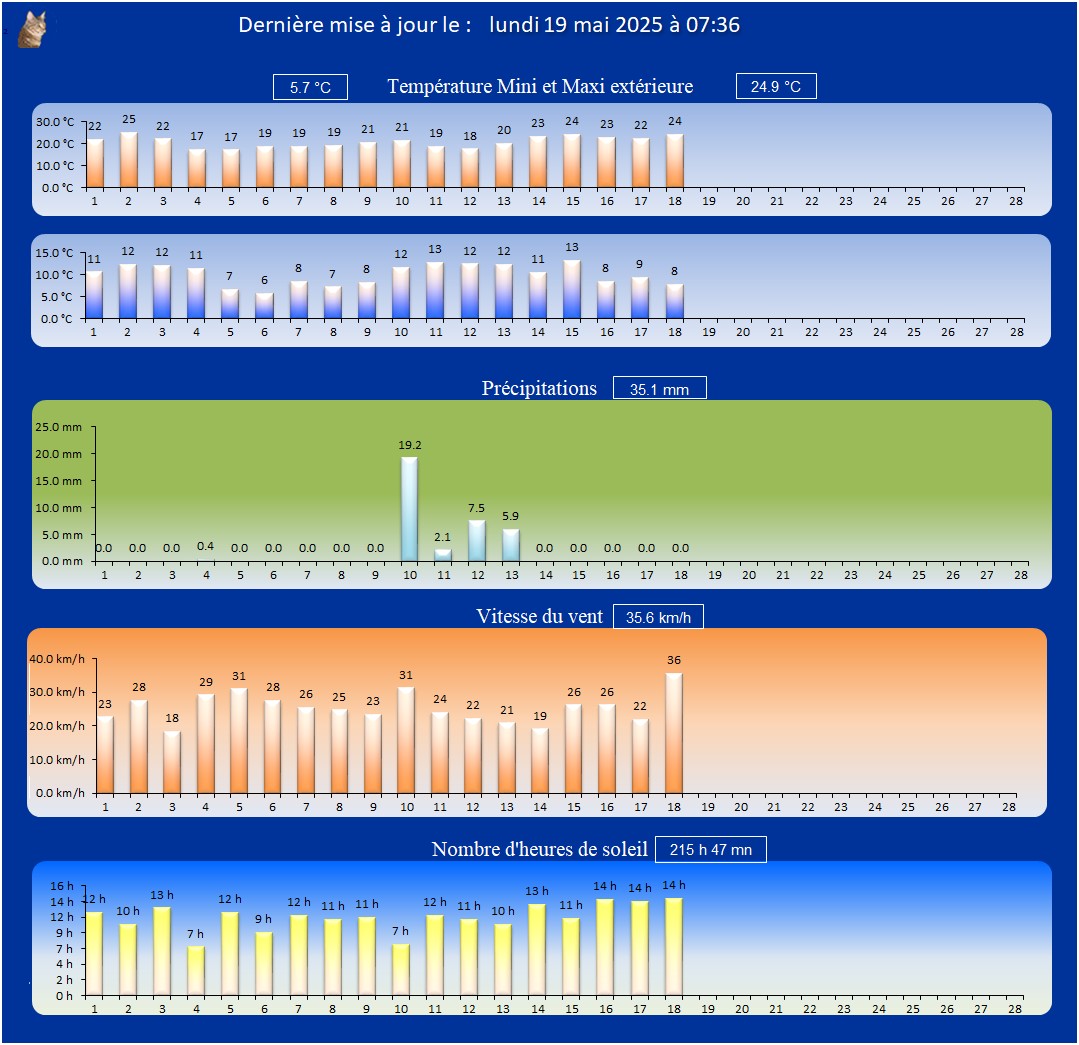 Dernière mise à jour le : lundi 19 mai 2025 à 07:36
5.7 °C Température Mini et Maxi extérieure 24.9 °C
30.0 °C
20.0 °C
10.0 °C
0.0 °C
22 25 22 17 17 19 19 19 21 21 19 18 20 23 24 23 22 24
1 2 3 4 5 6 7 8 9 10 11 12 13 14 15 16 17 18 19 20 21 22 23 24 25 26 27 28
15.0 °C
10.0 °C
5.0 °C
0.0 °C
11 12 12 11 7 6 8 7 8 12 13 12 12 11 13 8 9 8
1 2 3 4 5 6 7 8 9 10 11 12 13 14 15 16 17 18 19 20 21 22 23 24 25 26 27 28
Précipitations 35.1 mm
25.0 mm
20.0 mm
15.0 mm
10.0 mm
5.0 mm
0.0 mm
0.0 0.0 0.0 0.4 0.0 0.0 0.0 0.0 0.0 19.2 2.1 7.5 5.9 0.0 0.0 0.0 0.0 0.0
1 2 3 4 5 6 7 8 9 10 11 12 13 14 15 16 17 18 19 20 21 22 23 24 25 26 27 28
Vitesse du vent 35.6 km/h
40.0 km/h
30.0 km/h
20.0 km/h
10.0 km/h
0.0 km/h
23 28 18 29 31 28 26 25 23 31 24 22 21 19 26 26 22 36
1 2 3 4 5 6 7 8 9 10 11 12 13 14 15 16 17 18 19 20 21 22 23 24 25 26 27 28
Nombre d'heures de soleil 215 h 47 mn
16 h
14 h
12 h
9 h
7 h
4 h
2 h
0 h
12 h 10 h 13 h 7 h 12 h 9 h 12 h 11 h 11 h 7 h 12 h 11 h 10 h 13 h 11 h 14 h 14 h 14 h
1 2 3 4 5 6 7 8 9 10 11 12 13 14 15 16 17 18 19 20 21 22 23 24 25 26 27 28